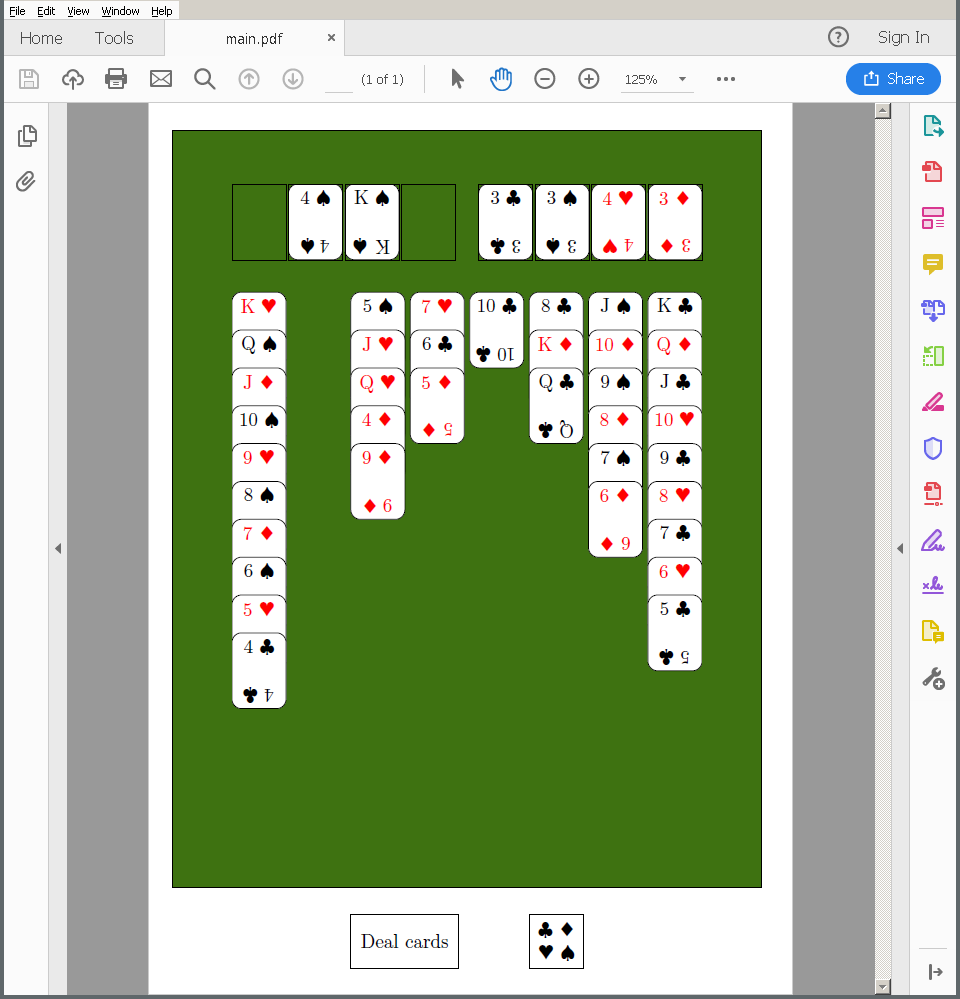 File Edit View Window Help
Home Tools main.pdf × ? Sign In
(1 of 1) 125% Share
4 ♠ K ♠ 3 ♣ 3 ♠ 4 ♥ 3 ♦
4 ♠ K ♠ 3 ♣ 3 ♠ 4 ♥ 3 ♦
K ♥ 5 ♠ 7 ♥ 10 ♣ 8 ♣ J ♠ K ♣
Q ♠ J ♥ 6 ♣ K ♦ 10 ♦ Q ♦
10 ♣
J ♦ Q ♥ 5 ♦ Q ♣ 9 ♠ J ♣
10 ♠ 4 ♦ 8 ♦ 10 ♥
5 ♦ Q ♣
9 ♥ 9 ♦ 7 ♠ 9 ♣
8 ♠ 6 ♦ 8 ♥
9 ♦
7 ♦ 7 ♣
6 ♦
6 ♠ 6 ♥
5 ♥ 5 ♣
4 ♣
5 ♣
4 ♣
Deal cards ♣ ♦
♥ ♠